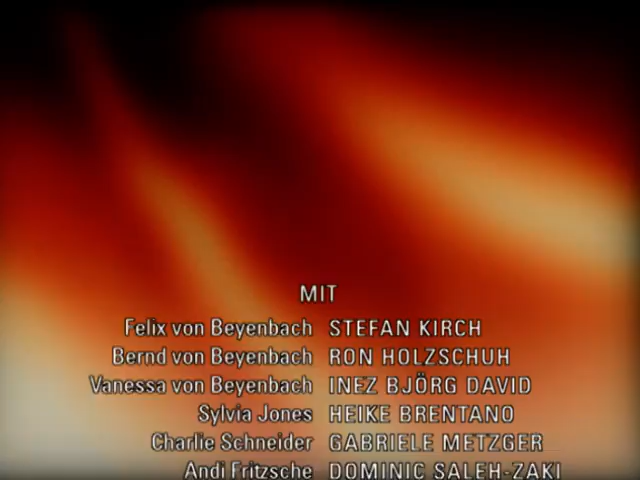 MIT
Felix von Beyenbach STEFAN KIRCH
Bernd von Beyenbach RON HOLZSCHUH
Vanessa von Beyenbach INEZ BJÖRG DAVID
Sylvia Jones HEIKE BRENTANO
Charlie Schneider GABRIELE METZGER
Andi Fritzsche DOMINIC SALEH-ZAKI